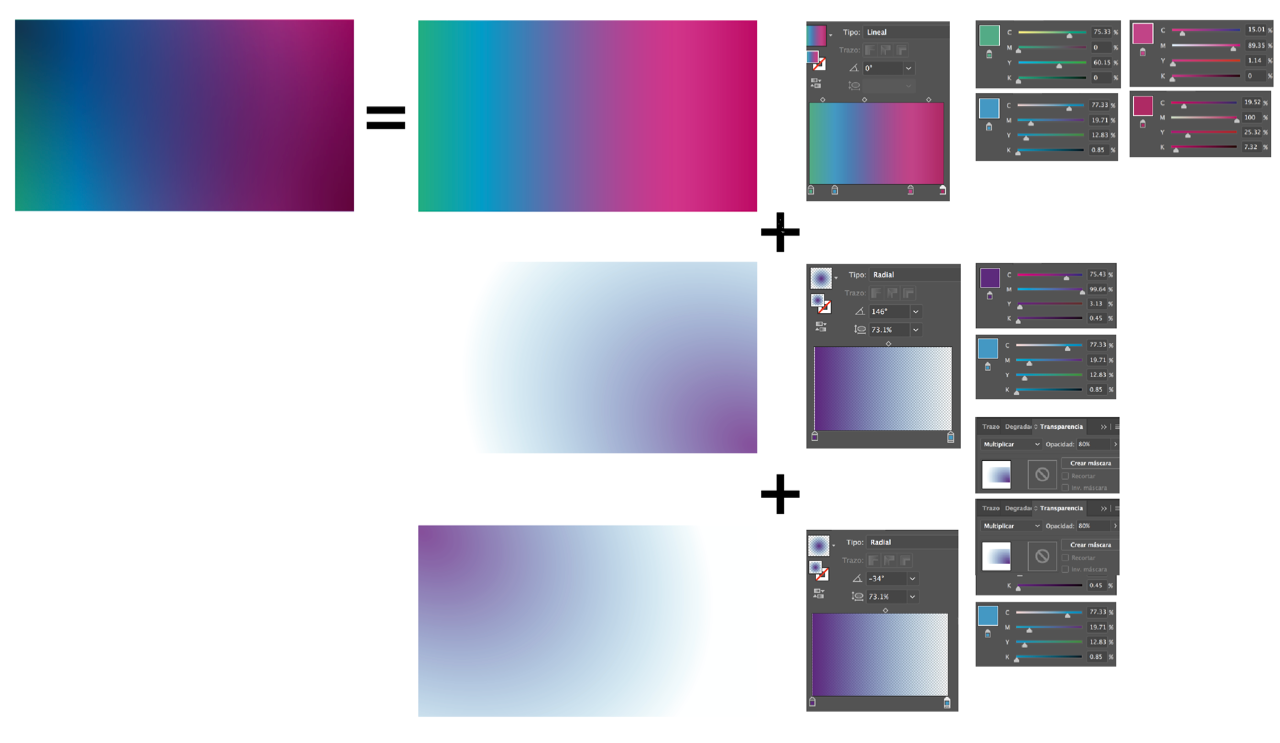 Tipo: Lineal
Trazo:
0°
C 75.33 %
M 0 %
Y 60.15 %
K 0 %
C 15.01 %
M 89.35 %
Y 1.14 %
K 0 %
C 77.33 %
M 19.71 %
Y 12.83 %
K 0.85 %
C 19.52 %
M 100 %
Y 25.32 %
K 7.32 %
+
Tipo: Radial
Trazo:
146°
73.1%
C 75.43 %
M 99.64 %
Y 3.13 %
K 0.45 %
C 77.33 %
M 19.71 %
Y 12.83 %
K 0.85 %
Trazo Degradad Transparencia
Multiplicar Opacidad: 80%
Crear máscara
Recortar
Inv. máscara
+
Trazo Degradad Transparencia
Multiplicar Opacidad: 80%
Crear máscara
Recortar
Inv. máscara
K 0.45 %
Tipo: Radial
Trazo:
-34°
73.1%
C 77.33 %
M 19.71 %
Y 12.83 %
K 0.85 %